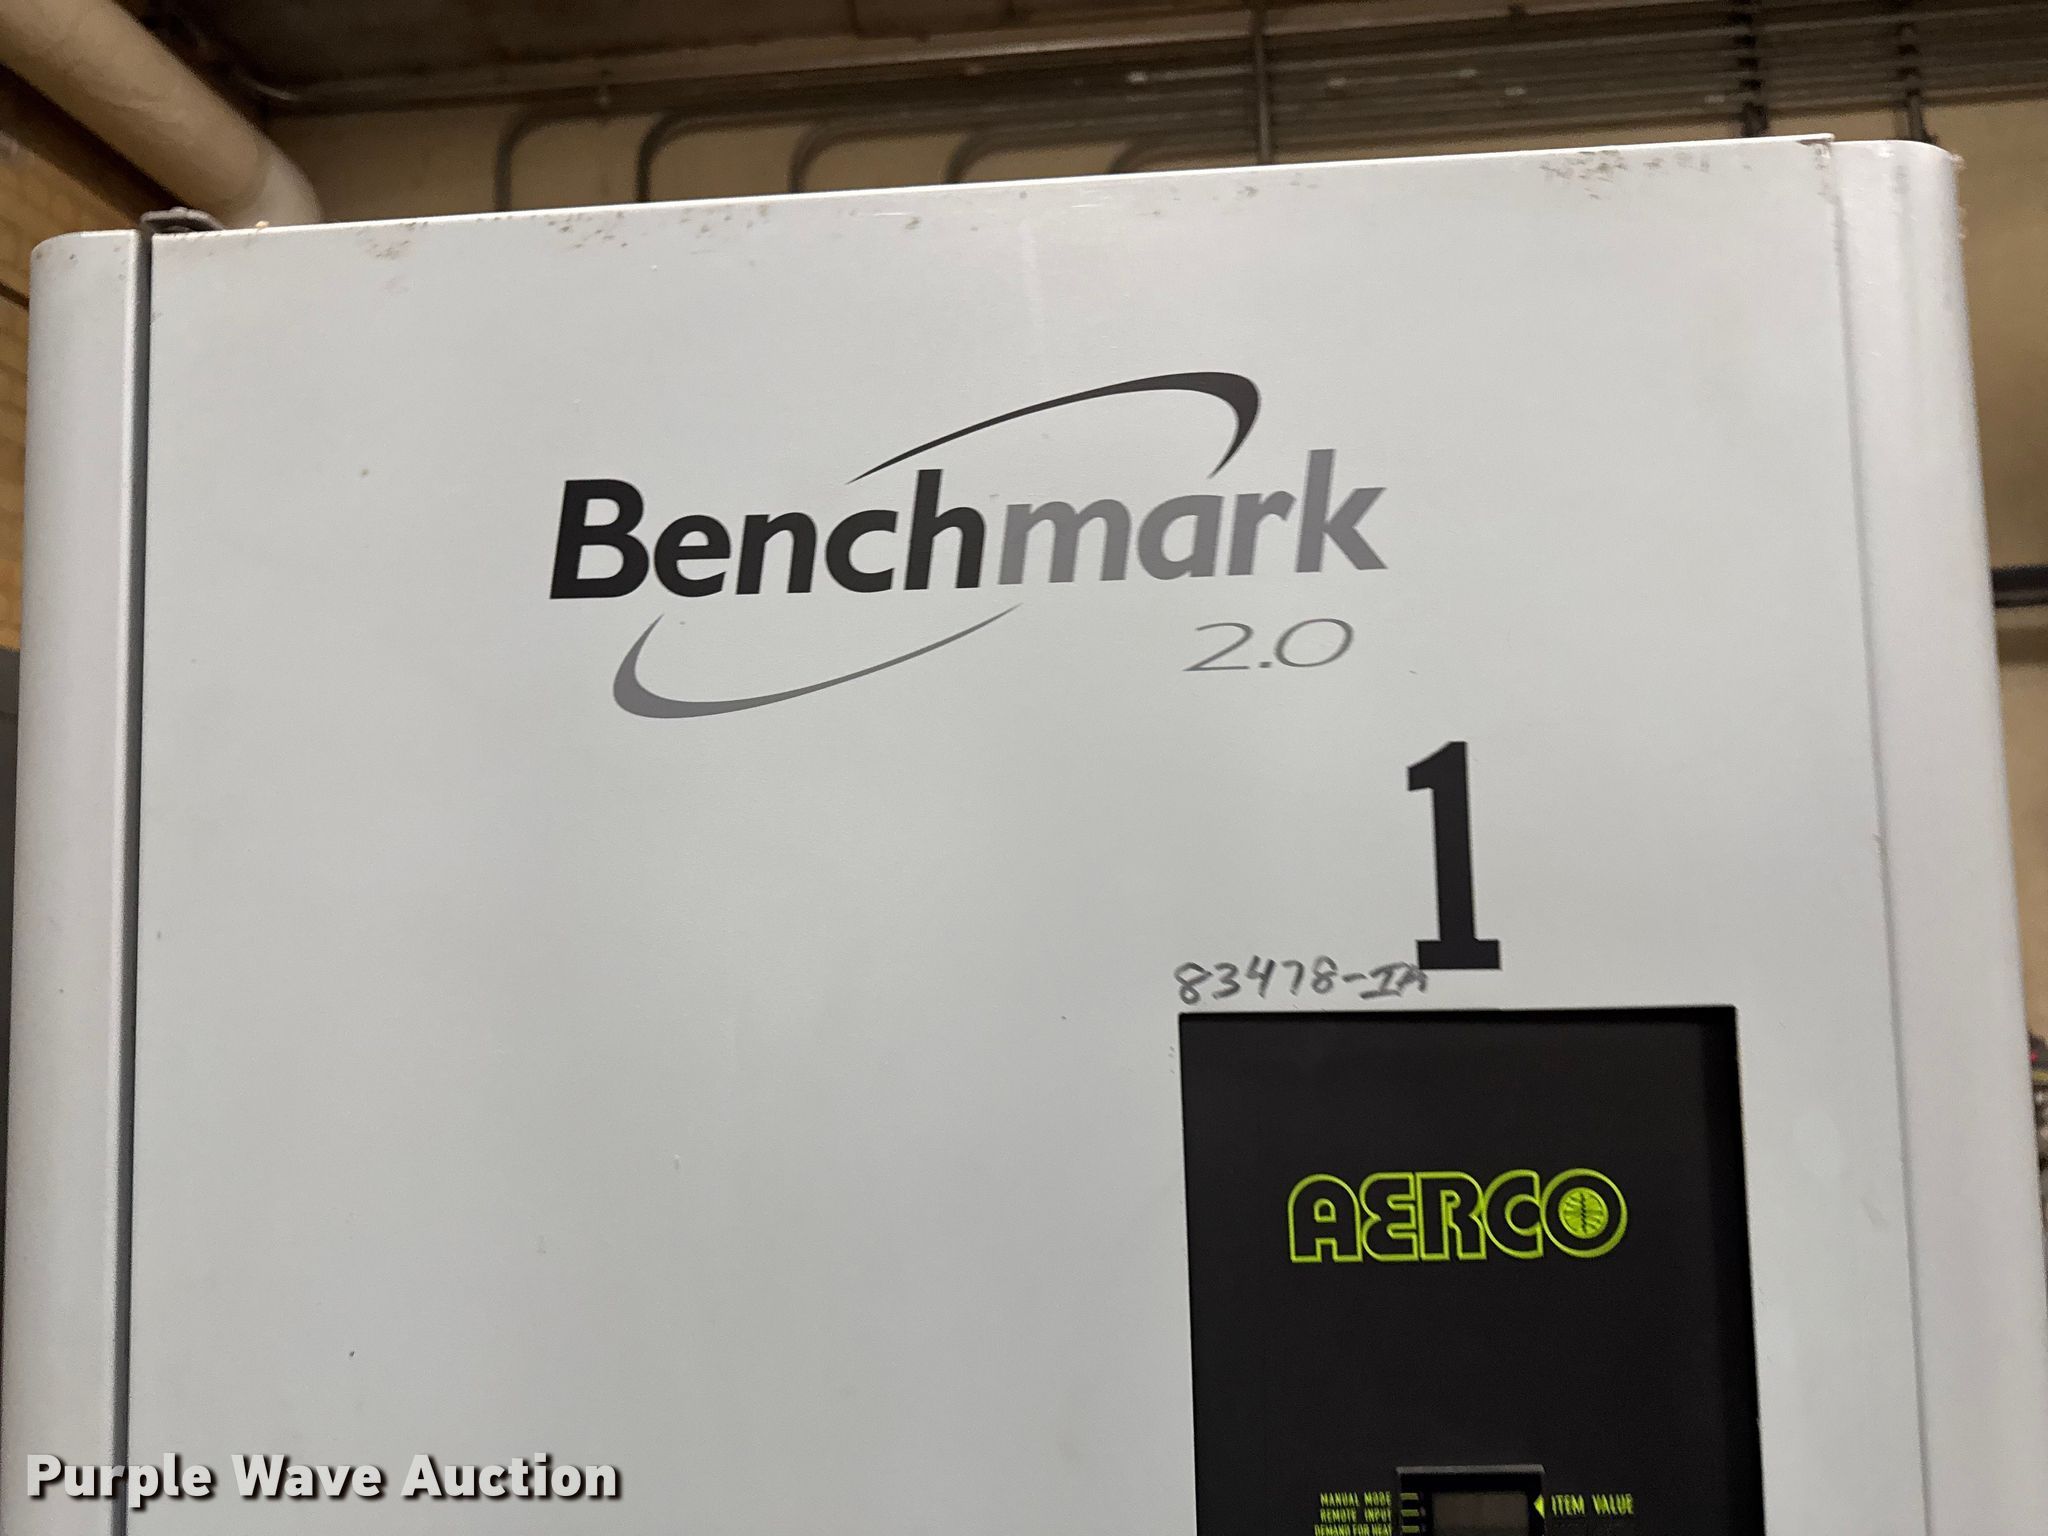 Benchmark
2.0
1
83478-IA
AERCO
MANUAL MODE
REMOTE INPUT
DEMAND FOR HEAT
ITEM VALUE
Purple Wave Auction